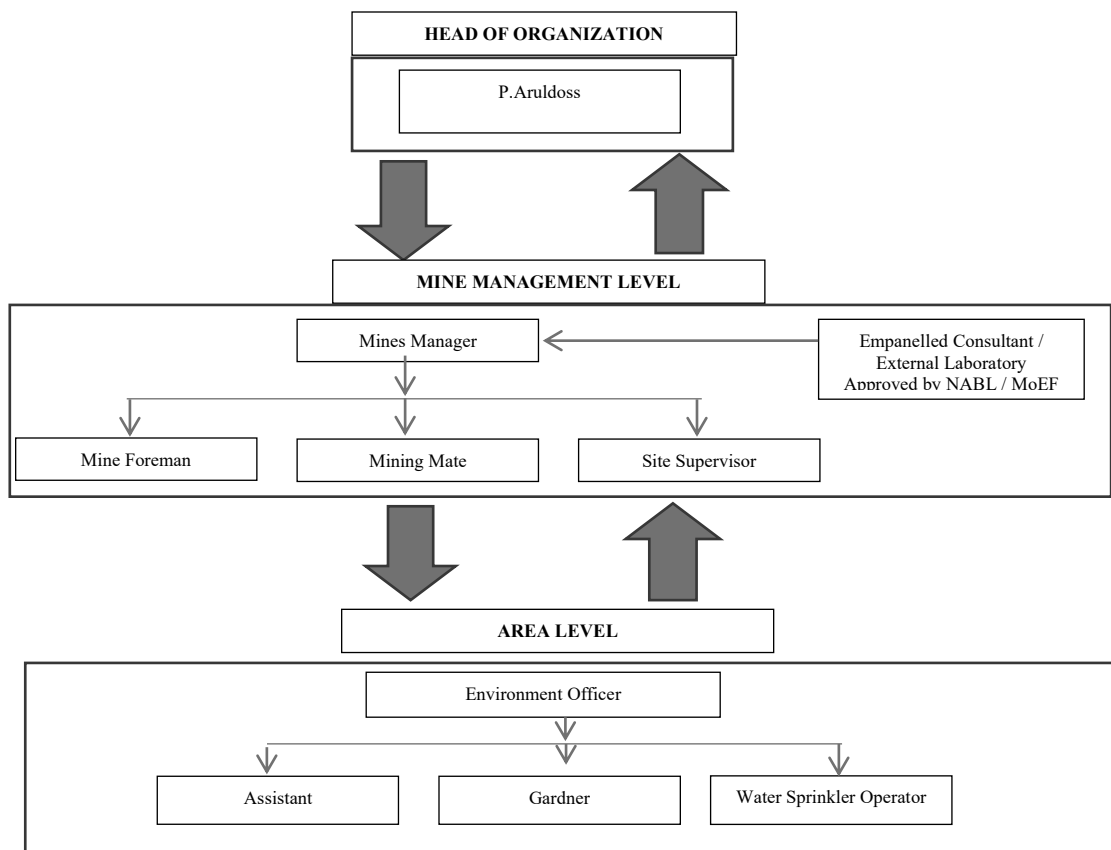 HEAD OF ORGANIZATION
P.Aruldoss
MINE MANAGEMENT LEVEL
Mines Manager
Empanelled Consultant /
External Laboratory
Approved by NABL / MoEF
Mine Foreman
Mining Mate
Site Supervisor
AREA LEVEL
Environment Officer
Assistant
Gardner
Water Sprinkler Operator